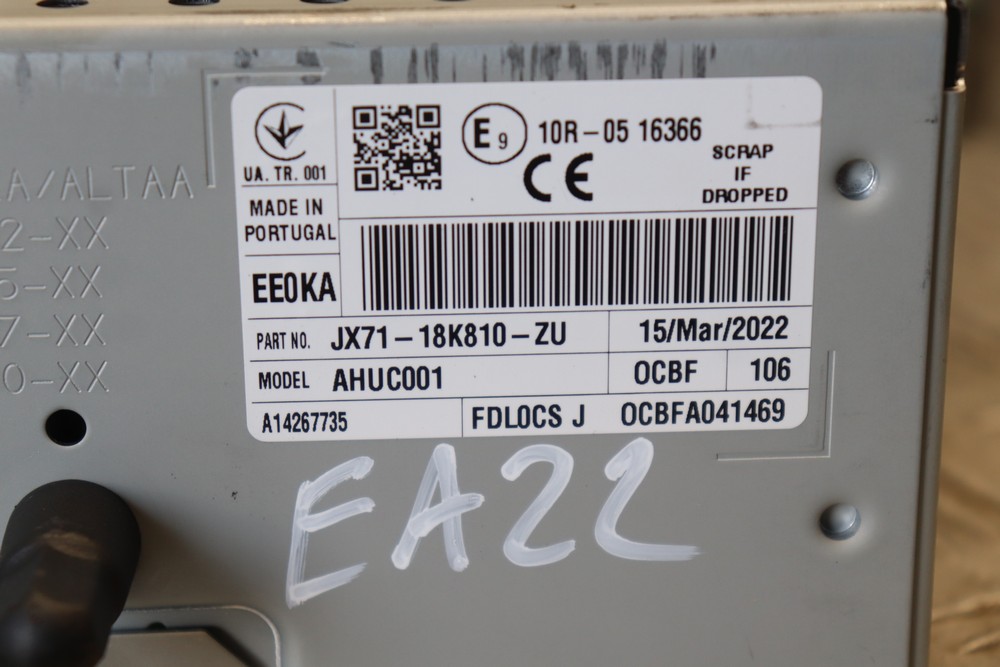 A/ALTAA
2-XX
5-XX
7-XX
0-XX
UA. TR. 001
MADE IN
PORTUGAL
EE0KA
E9
10R-05 16366
CE
SCRAP
IF
DROPPED
PART NO. JX71-18K810-ZU
15/Mar/2022
MODEL AHUC001
OCBF
106
A14267735
FDLOCS J
OCBFA041469
EA22